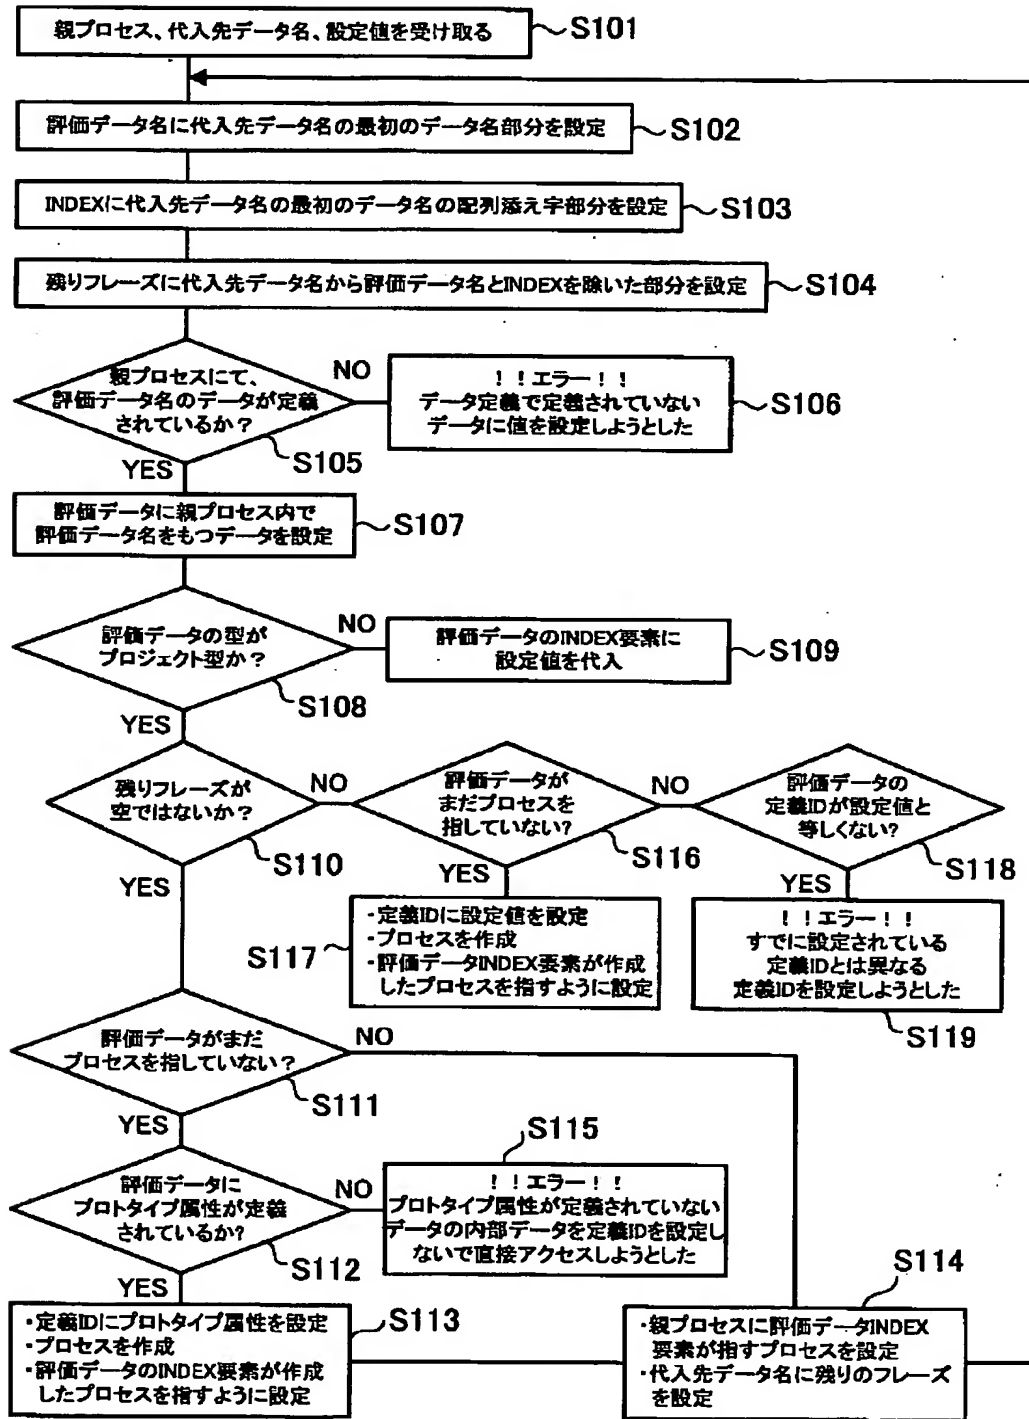 親プロセス、代入先データ名、設定値を受け取る
S101
評価データ名に代入先データ名の最初のデータ名部分を設定
S102
INDEXに代入先データ名の最初のデータ名の配列添え字部分を設定
S103
残りフレーズに代入先データ名から評価データ名とINDEXを除いた部分を設定
S104
親プロセスにて、
評価データ名のデータが定義
されているか？
S105
NO
！！エラー！！
データ定義で定義されていない
データに値を設定しようとした
S106
YES
評価データに親プロセス内で
評価データ名をもつデータを設定
S107
評価データの型が
プロジェクト型か？
S108
NO
評価データのINDEX要素に
設定値を代入
S109
YES
残りフレーズが
空ではないか？
S110
NO
評価データが
まだプロセスを
指していない?
S116
NO
評価データの
定義IDが設定値と
等しくない?
S118
YES
YES
・定義IDに設定値を設定
・プロセスを作成
・評価データINDEX要素が作成
したプロセスを指すように設定
S117
YES
！！エラー！！
すでに設定されている
定義IDとは異なる
定義IDを設定しようとした
S119
評価データがまだ
プロセスを指していない？
S111
NO
YES
評価データに
プロトタイプ属性が定義
されているか?
S112
NO
S115
！！エラー！！
プロトタイプ属性が定義されていない
データの内部データを定義IDを設定し
ないで直接アクセスしようとした
YES
・定義IDにプロトタイプ属性を設定
・プロセスを作成
・評価データのINDEX要素が作成
したプロセスを指すように設定
S113
S114
・親プロセスに評価データINDEX
要素が指すプロセスを設定
・代入先データ名に残りのフレーズ
を設定